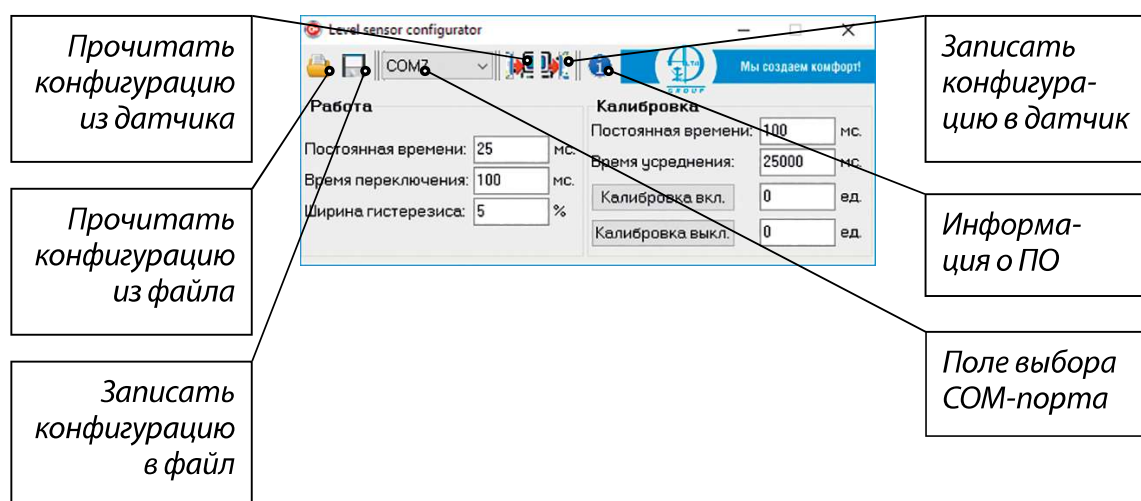 Прочитать
конфигурацию
из датчика
Прочитать
конфигурацию
из файла
Записать
конфигурацию
в файл
Level sensor configurator
COM7
Мы создаем комфорт!
GROUP
Работа
Постоянная времени: 25 мс.
Время переключения: 100 мс.
Ширина гистерезиса: 5 %
Калибровка
Постоянная времени: 100 мс.
Время усреднения: 25000 мс.
Калибровка вкл. 0 ед.
Калибровка выкл. 0 ед.
Записать
конфигура-
цию в датчик
Информа-
ция о ПО
Поле выбора
COM-порта